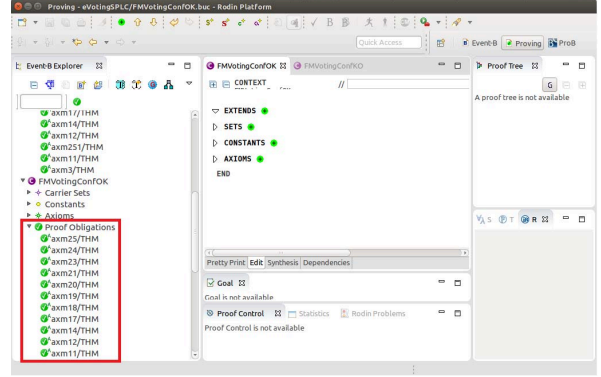 Proving - eVotingSPLC/FMVotingConfOK.buc - Rodin Platform
Quick Access
Event-B
Proving
ProB
Event-B Explorer
axm17/THM
axm14/THM
axm12/THM
axm251/THM
axm11/THM
axm3/THM
FMVotingConfOK
Carrier Sets
Constants
Axioms
Proof Obligations
axm25/THM
axm24/THM
axm23/THM
axm21/THM
axm20/THM
axm19/THM
axm18/THM
axm17/THM
axm14/THM
axm12/THM
axm11/THM
FMVotingConfOK
FMVotingConfKO
CONTEXT
//
EXTENDS
SETS
CONSTANTS
AXIOMS
END
Pretty Print Edit Synthesis Dependencies
Goal
Goal is not available
Proof Control
Statistics
Rodin Problems
Proof Control is not available
Proof Tree
G
A proof tree is not available
S
T
R